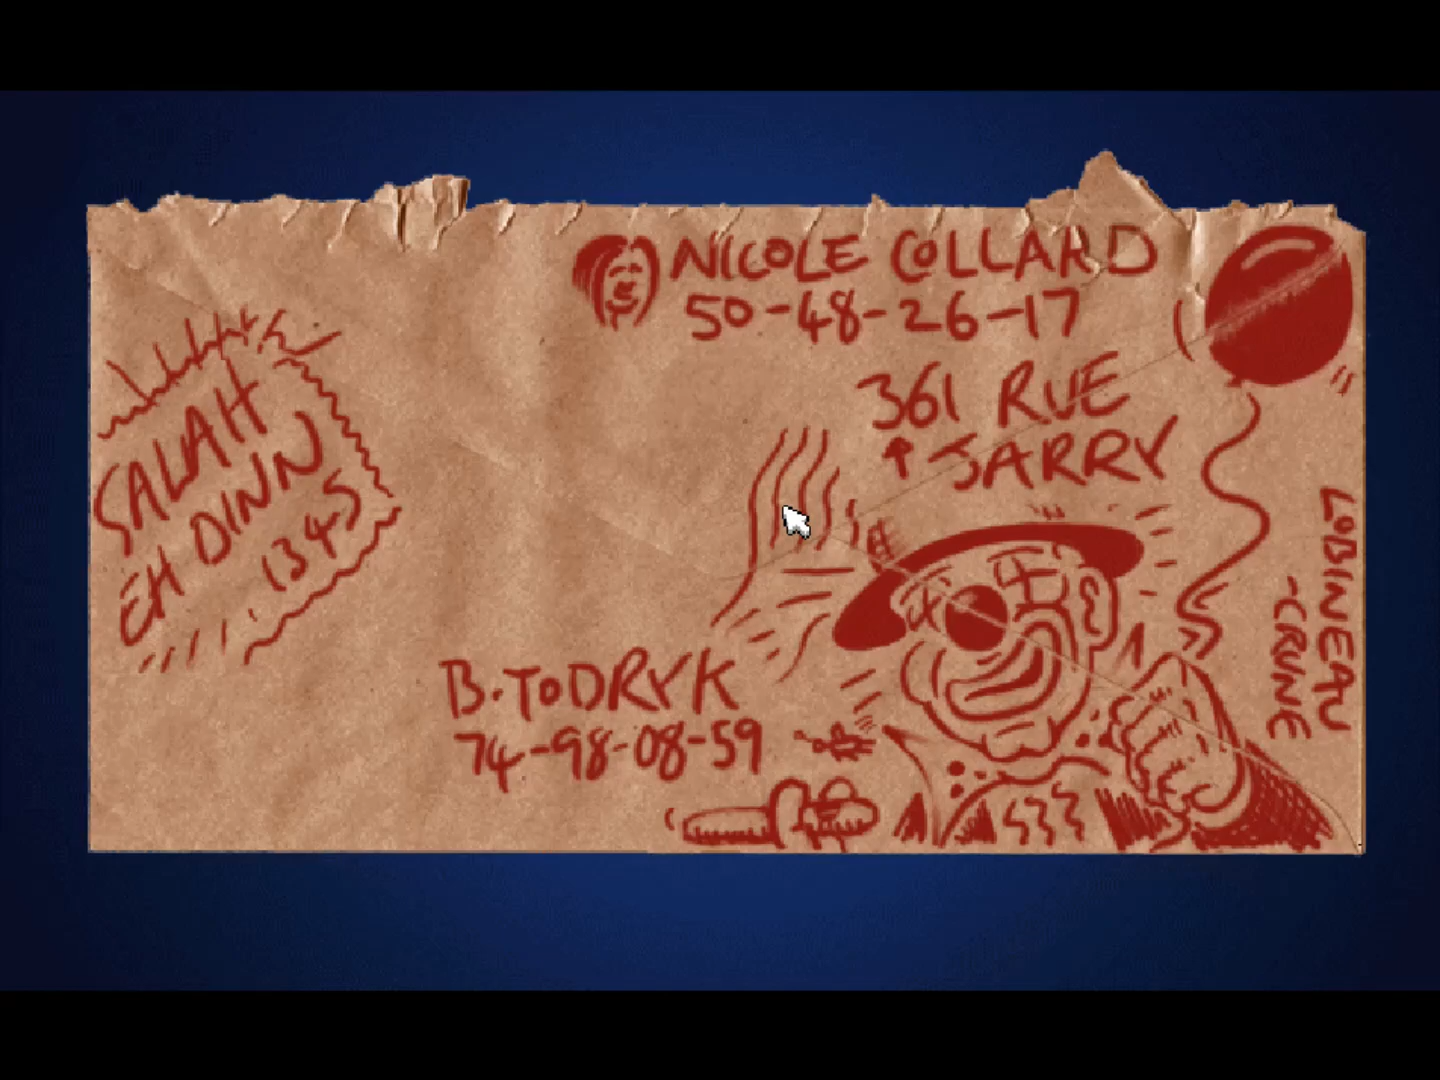 NICOLE COLLARD
50-48-26-17
361 RUE
JARRY
SALAH
EH DINN
1345
LOBINEAU
-CRUNE
B. TODRYK
74-98-08-59